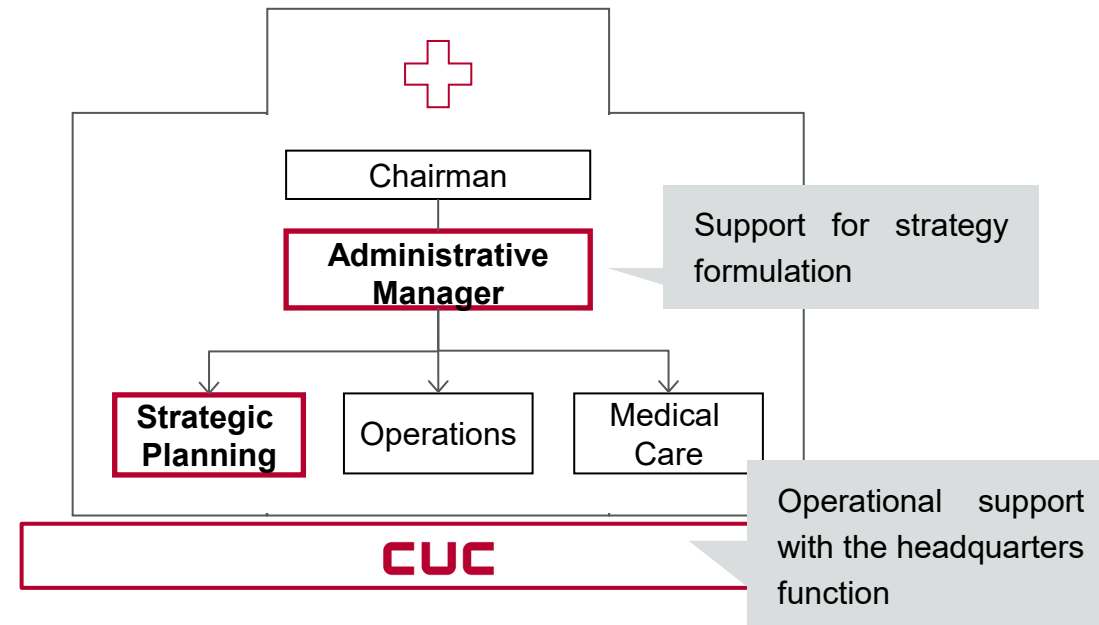 Chairman
Administrative
Manager
Support for strategy
formulation
Strategic
Planning
Operations
Medical
Care
Operational support
with the headquarters
function
CUC